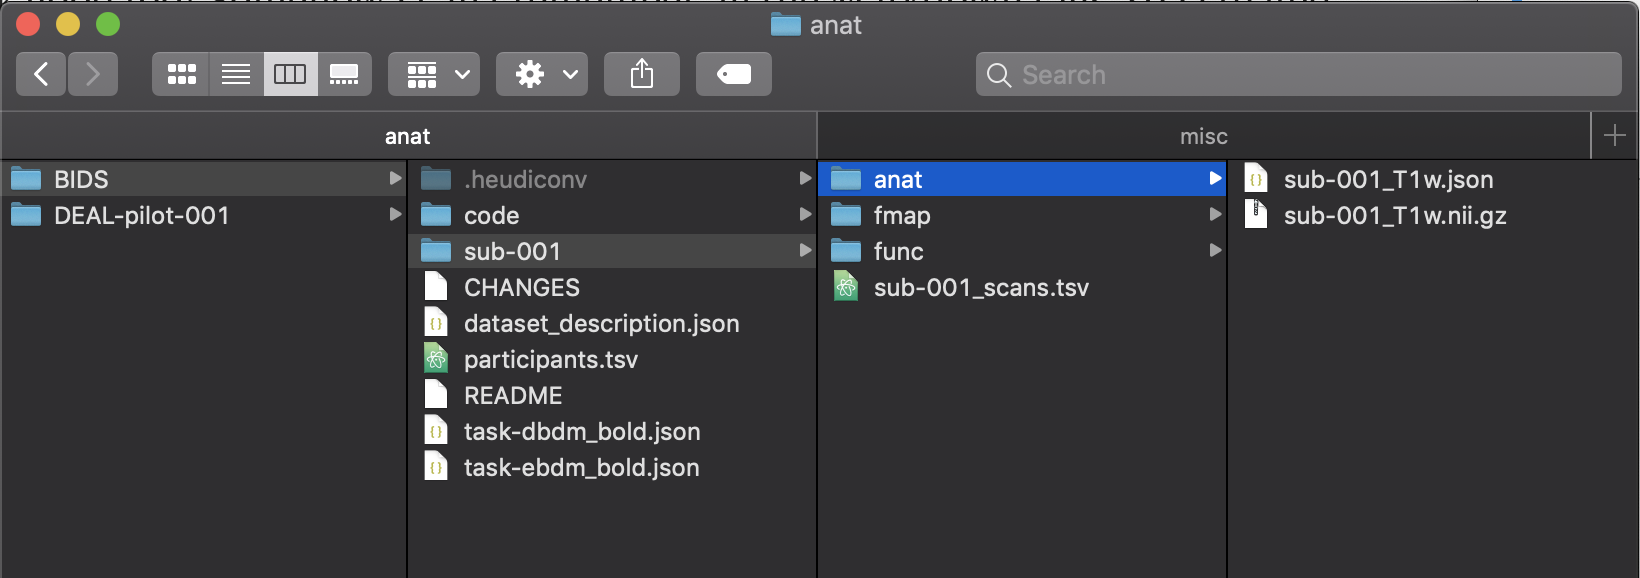 anat
Search
anat
misc
BIDS
DEAL-pilot-001
.heudiconv
code
sub-001
CHANGES
dataset_description.json
participants.tsv
README
task-dbdm_bold.json
task-ebdm_bold.json
anat
fmap
func
sub-001_scans.tsv
sub-001_T1w.json
sub-001_T1w.nii.gz